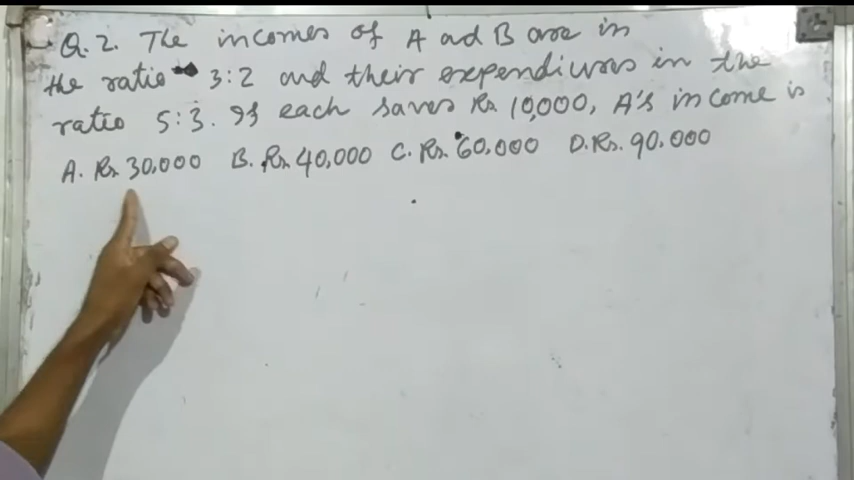 Q. 2. The incomes of A and B are in
the ratio 3:2 and their expenditures in the
ratio 5:3. If each saves Rs. 10,000, A's income is
A. Rs. 30,000 B. Rs. 40,000 C. Rs. 60,000 D. Rs. 90,000